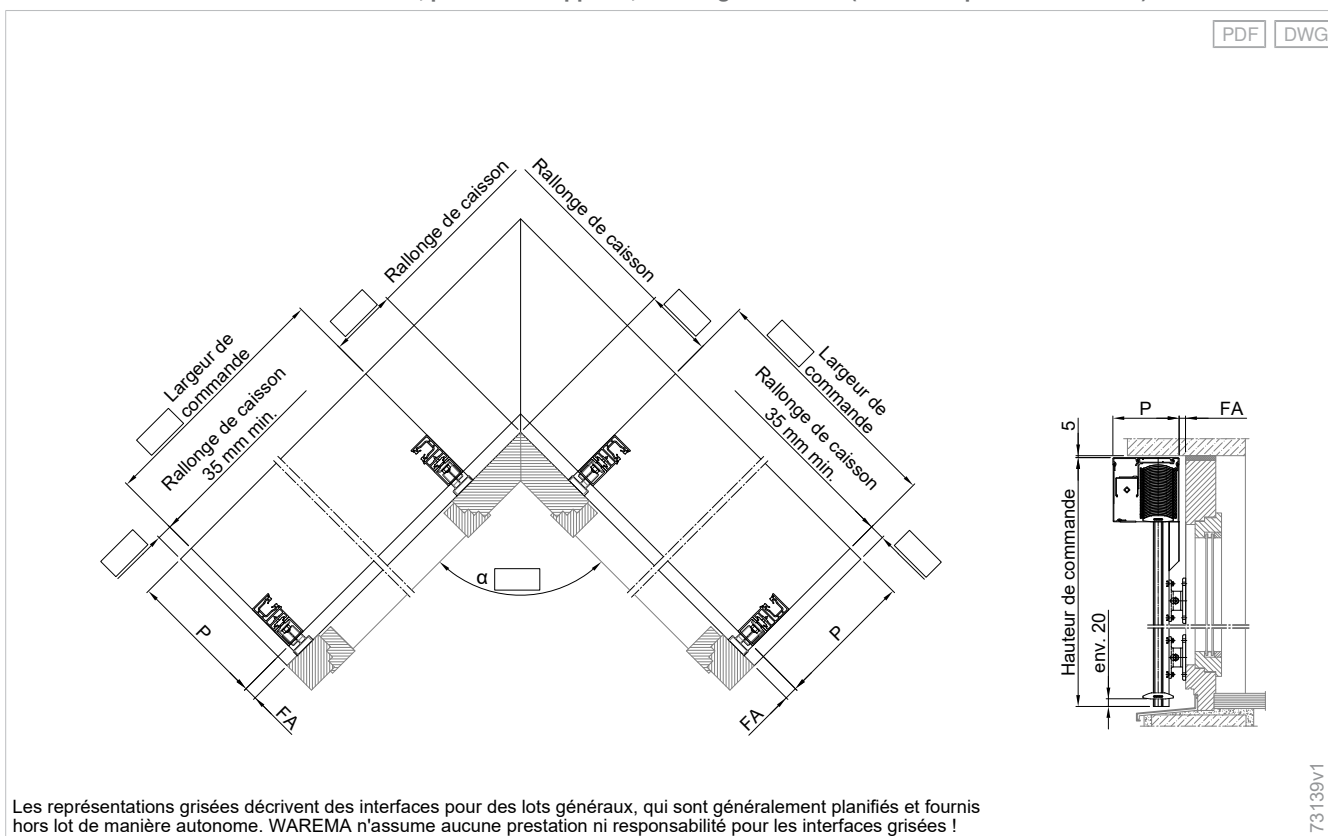 PDF DWG
Rallonge de caisson
Rallonge de caisson
Largeur de
commande
Rallonge de caisson
35 mm min.
Largeur de
commande
Rallonge de caisson
35 mm min.
α
P
FA
P
FA
P
FA
5
Hauteur de commande
env. 20
Les représentations grisées décrivent des interfaces pour des lots généraux, qui sont généralement planifiés et fournis
hors lot de manière autonome. WAREMA n'assume aucune prestation ni responsabilité pour les interfaces grisées !
73139v1